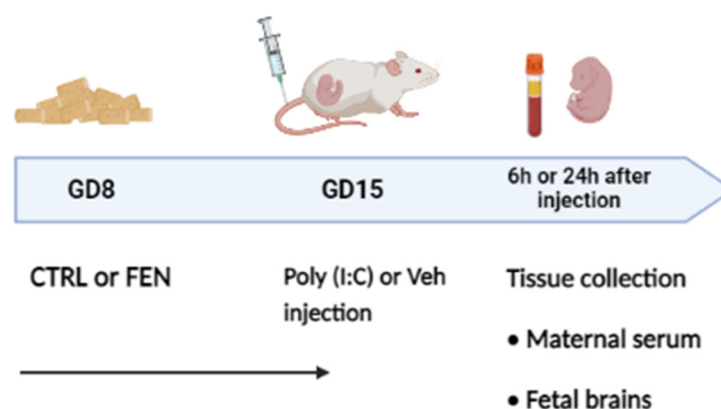 GD8
GD15
6h or 24h after
injection
CTRL or FEN
Poly (I:C) or Veh
injection
Tissue collection
• Maternal serum
• Fetal brains